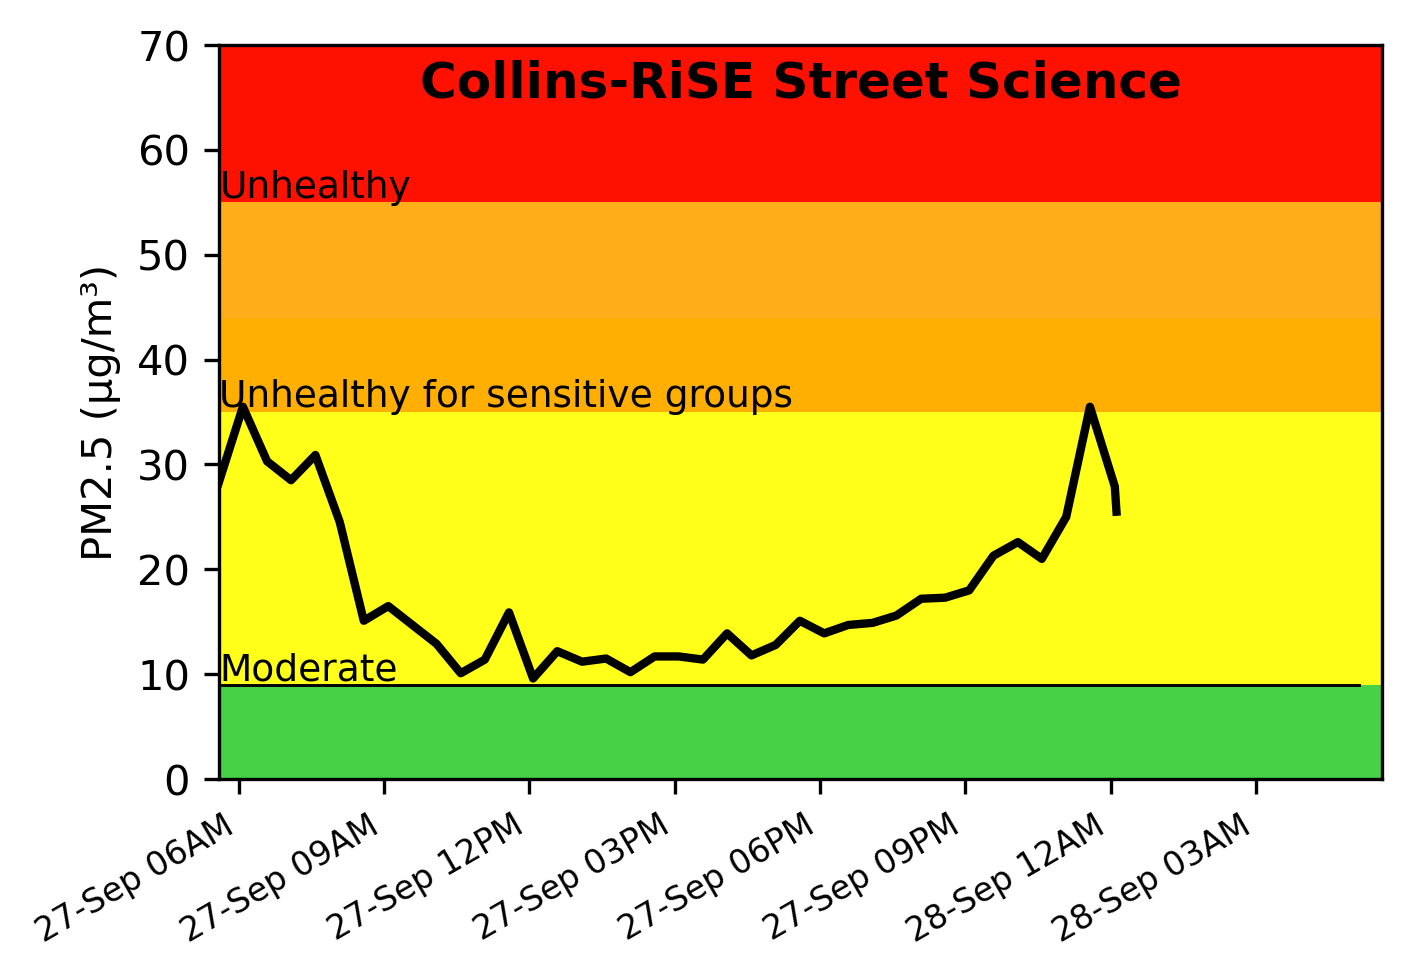 Collins-RiSE Street Science
PM2.5 (µg/m³)
70
60
Unhealthy
50
40
Unhealthy for sensitive groups
30
20
10
Moderate
0
27-Sep 06AM
27-Sep 09AM
27-Sep 12PM
27-Sep 03PM
27-Sep 06PM
27-Sep 09PM
28-Sep 12AM
28-Sep 03AM